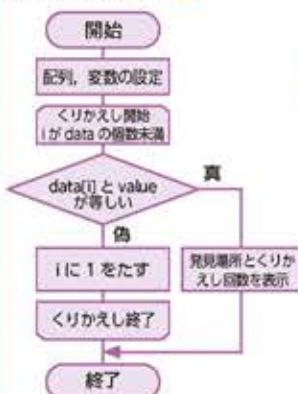 開始
配列，変数の設定
くりかえし開始
i が data の個数未満
data[i] と value
が等しい
真
偽
i に 1 をたす
発見場所とくりか
えし回数を表示
くりかえし終了
終了